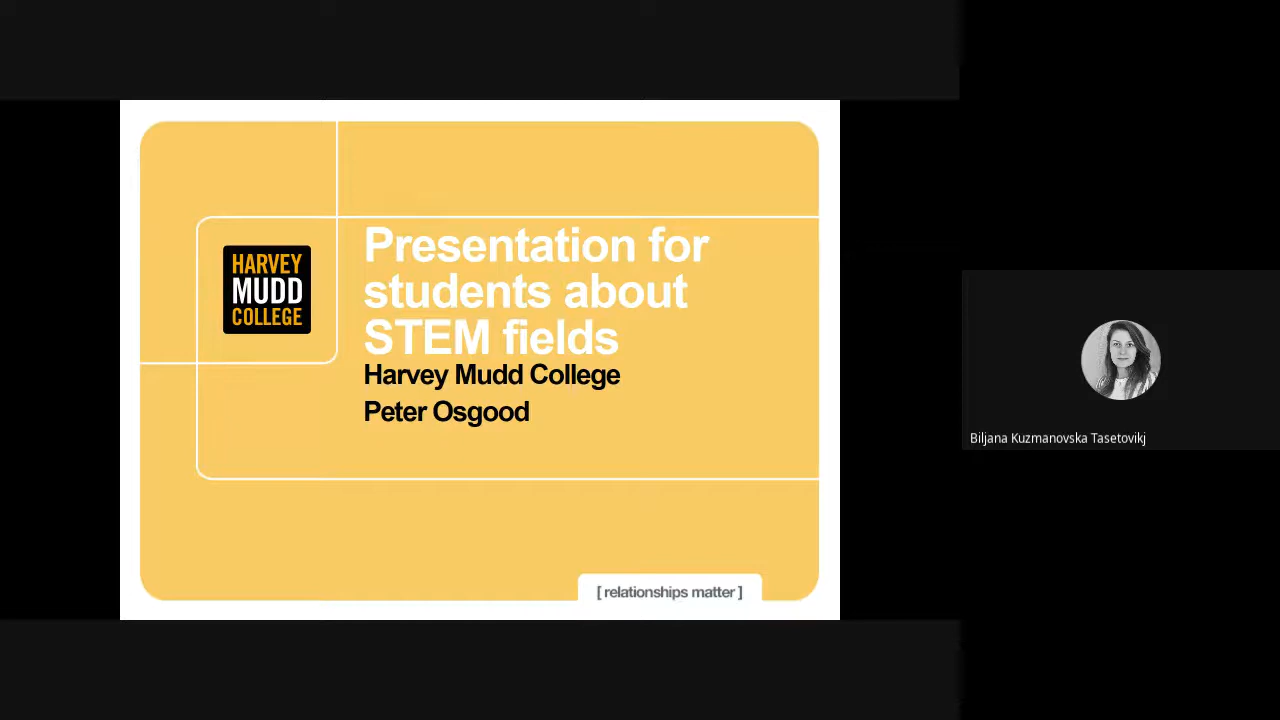 HARVEY
MUDD
COLLEGE
Presentation for
students about
STEM fields
Harvey Mudd College
Peter Osgood
[ relationships matter ]
Biljana Kuzmanovska Tasetovikj